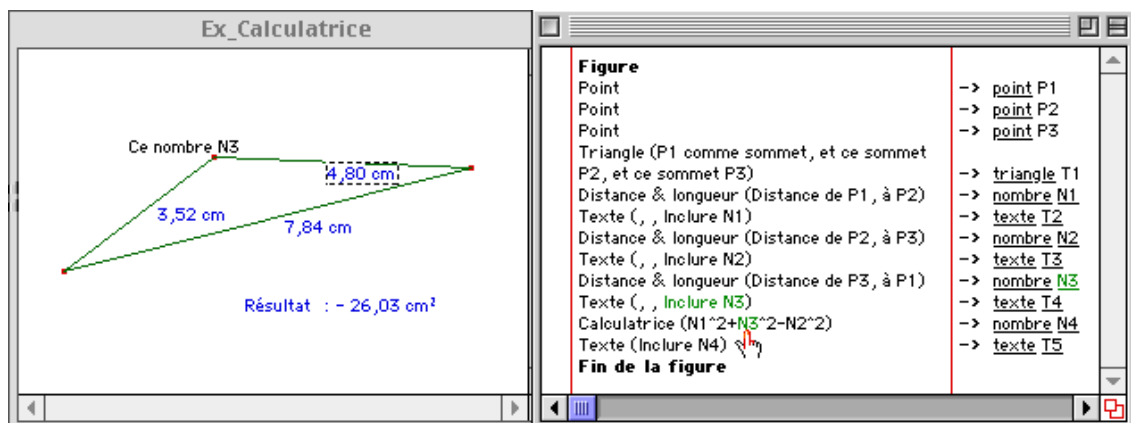 Ex_Calculatrice
Ce nombre N3
4,80 cm
3,52 cm
7,84 cm
Résultat : - 26,03 cm²
Figure
Point -> point P1
Point -> point P2
Point -> point P3
Triangle (P1 comme sommet, et ce sommet
P2, et ce sommet P3) -> triangle T1
Distance & longueur (Distance de P1, à P2) -> nombre N1
Texte (, , Inclure N1) -> texte T2
Distance & longueur (Distance de P2, à P3) -> nombre N2
Texte (, , Inclure N2) -> texte T3
Distance & longueur (Distance de P3, à P1) -> nombre N3
Texte (, , Inclure N3) -> texte T4
Calculatrice (N1^2+N3^2-N2^2) -> nombre N4
Texte (Inclure N4) -> texte T5
Fin de la figure